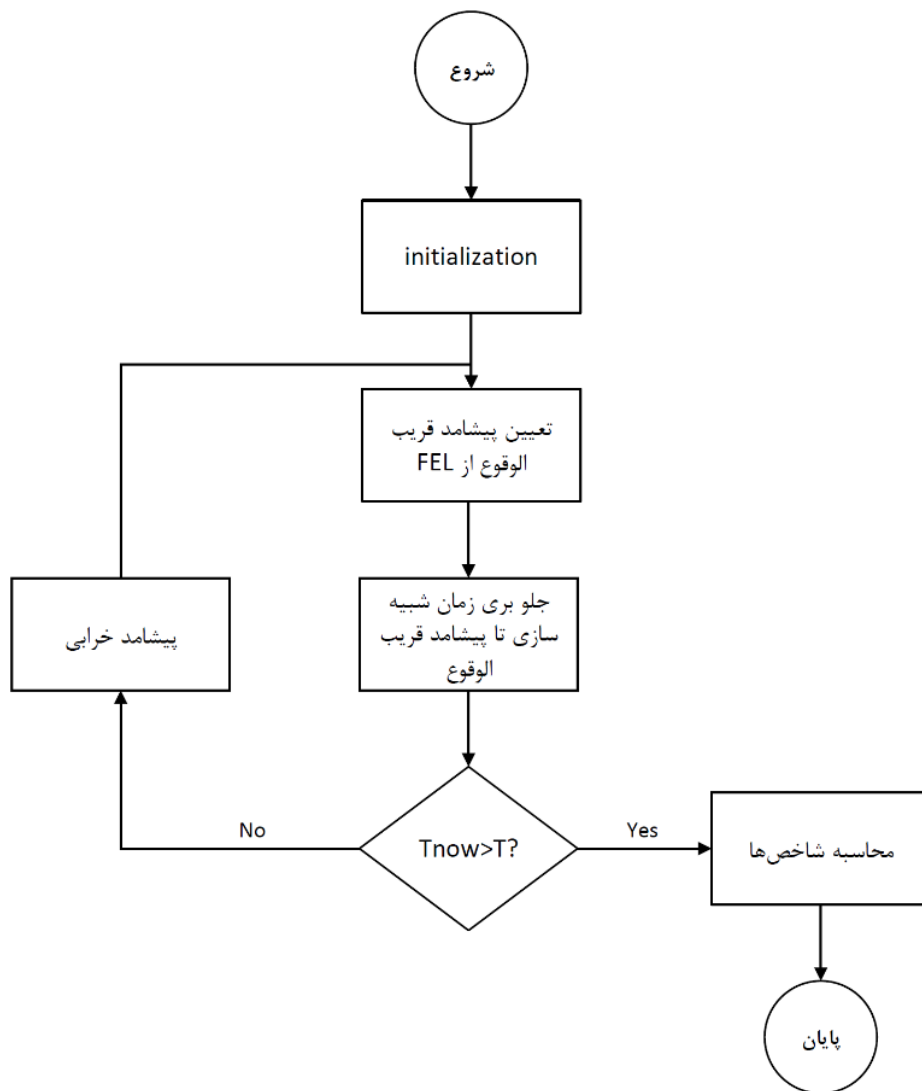 شروع
initialization
تعیین پیشامد قریب
الوقوع از FEL
جلو بری زمان شبیه
سازی تا پیشامد قریب
الوقوع
پیشامد خرابی
No
Tnow>T?
Yes
محاسبه شاخص‌ها
پایان